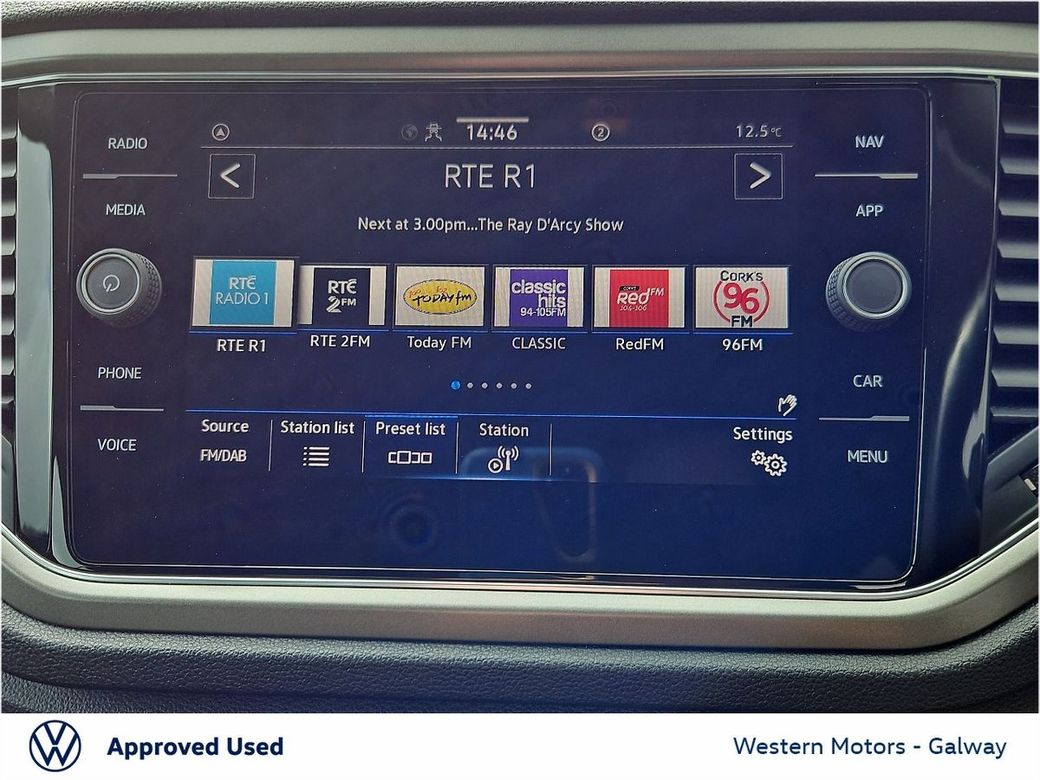 RADIO
MEDIA
PHONE
VOICE
14:46
2
12.5°C
<
RTE R1
>
Next at 3.00pm...The Ray D'Arcy Show
RTÉ
RADIO 1
RTÉ
2FM
TODAY fm
classic
hits
94-105FM
Red FM
104-106
CORK'S
96
FM
RTE R1
RTE 2FM
Today FM
CLASSIC
RedFM
96FM
Source
FM/DAB
Station list
Preset list
Station
Settings
NAV
APP
CAR
MENU
Approved Used
Western Motors - Galway